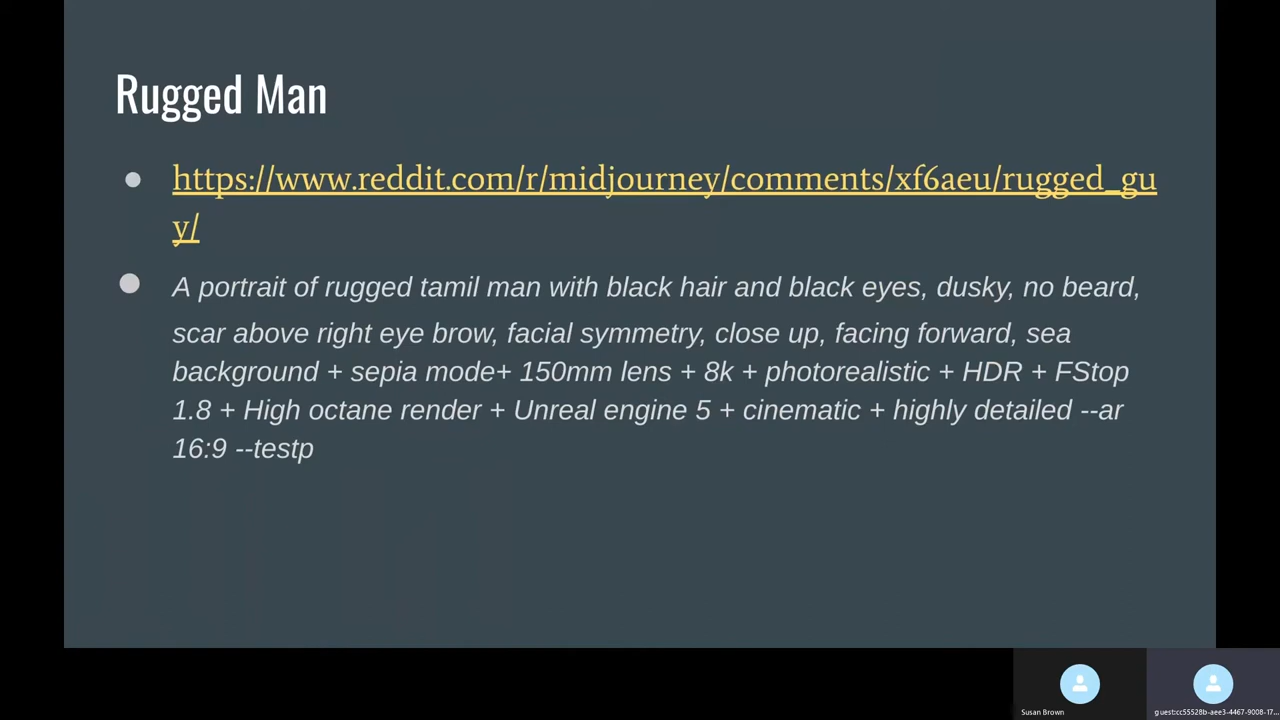 Rugged Man
https://www.reddit.com/r/midjourney/comments/xf6aeu/rugged_gu
y/
A portrait of rugged tamil man with black hair and black eyes, dusky, no beard,
scar above right eye brow, facial symmetry, close up, facing forward, sea
background + sepia mode+ 150mm lens + 8k + photorealistic + HDR + FStop
1.8 + High octane render + Unreal engine 5 + cinematic + highly detailed --ar
16:9 --testp
Susan Brown
guest:cc55528b-aee3-4467-9008-17...